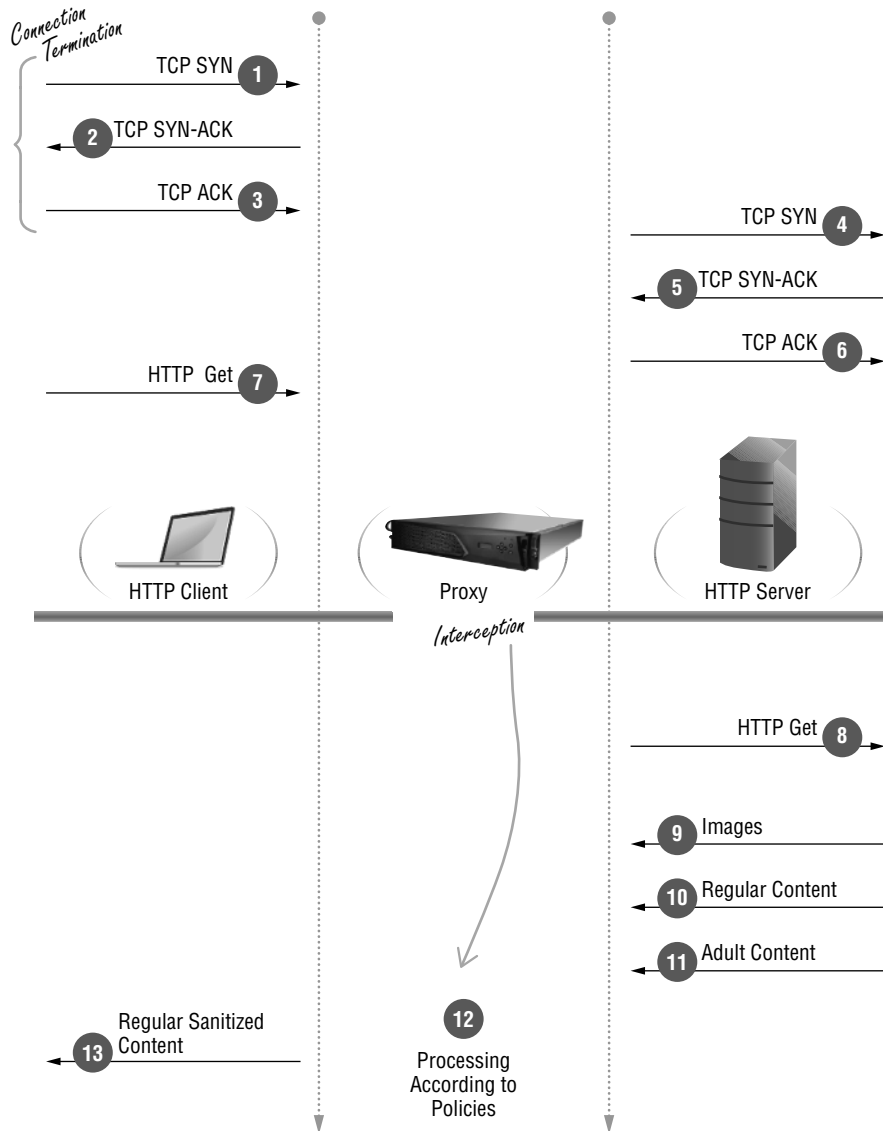 Connection
Termination
TCP SYN
1
2
TCP SYN-ACK
TCP ACK
3
TCP SYN
4
5
TCP SYN-ACK
TCP ACK
6
HTTP Get
7
HTTP Client
Proxy
HTTP Server
Interception
HTTP Get
8
9
Images
10
Regular Content
11
Adult Content
12
Processing
According to
Policies
13
Regular Sanitized
Content